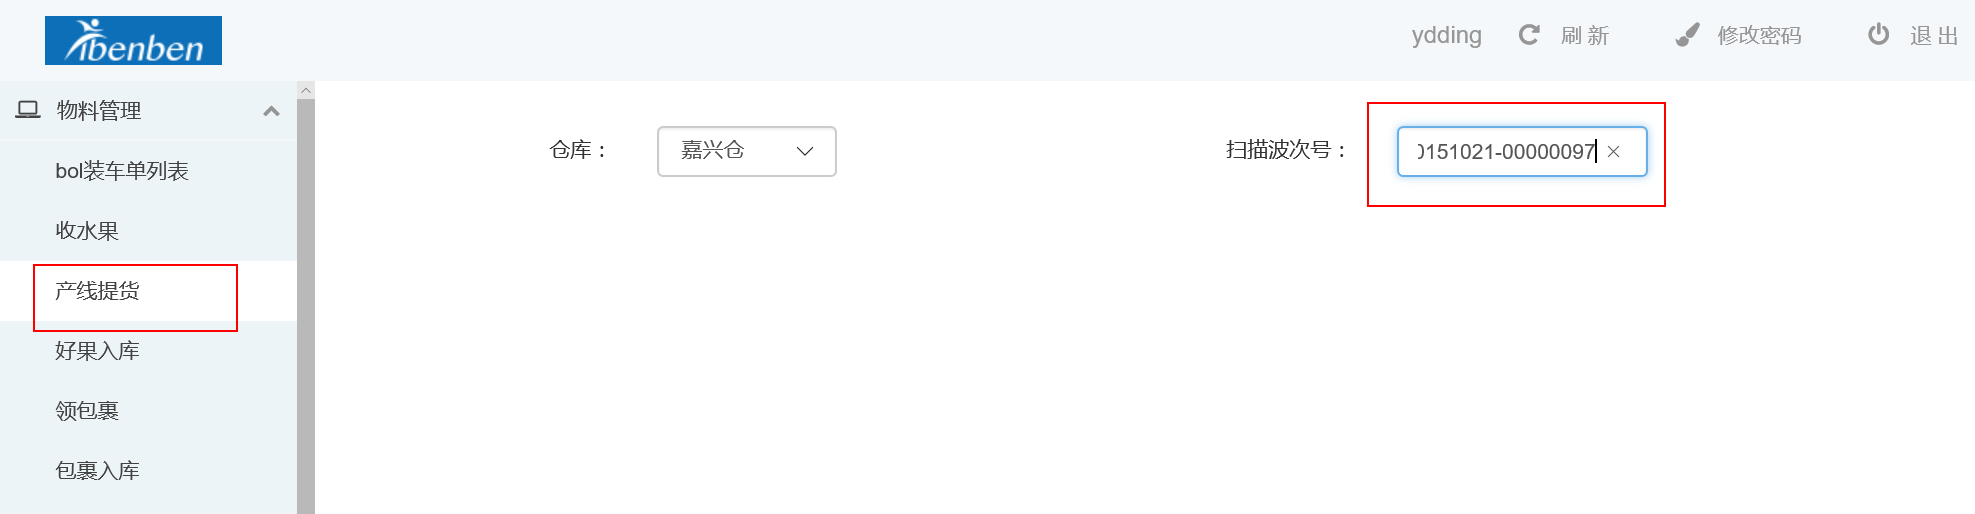 ibenben
ydding 刷 新 修改密码 退 出
物料管理
仓库： 嘉兴仓 扫描波次号： 0151021-00000097
bol装车单列表
收水果
产线提货
好果入库
领包裹
包裹入库